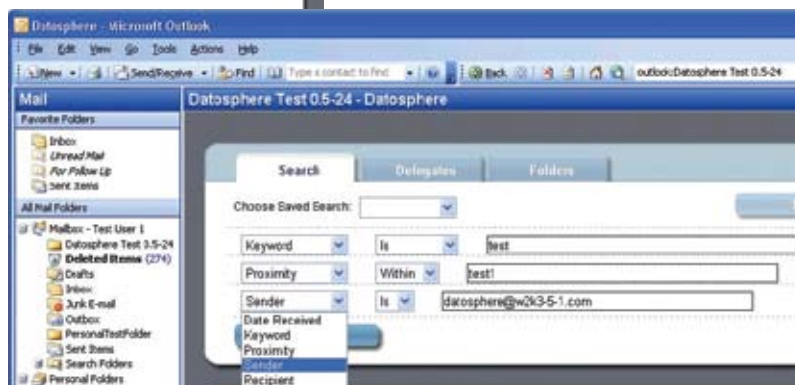 Datosphere - Microsoft Outlook
File Edit View Go Tools Actions Help
New Send/Receive Find Type a contact to find Back outlook:Datosphere Test 0.5-24
Mail
Datosphere Test 0.5-24 - Datosphere
Favorite Folders
Inbox
Unread Mail
For Follow Up
Sent Items
All Mail Folders
Mailbox - Test User 1
Datosphere Test 3.5-24
Deleted Items (274)
Drafts
Inbox
Junk E-mail
Outbox
PersonalTestFolder
Sent Items
Search Folders
Personal Folders
Search Delegates Folders
Choose Saved Search:
Keyword Is test
Proximity Within test1
Sender Is datosphere@w2k3-5-1.com
Date Received
Keyword
Proximity
Sender
Recipient